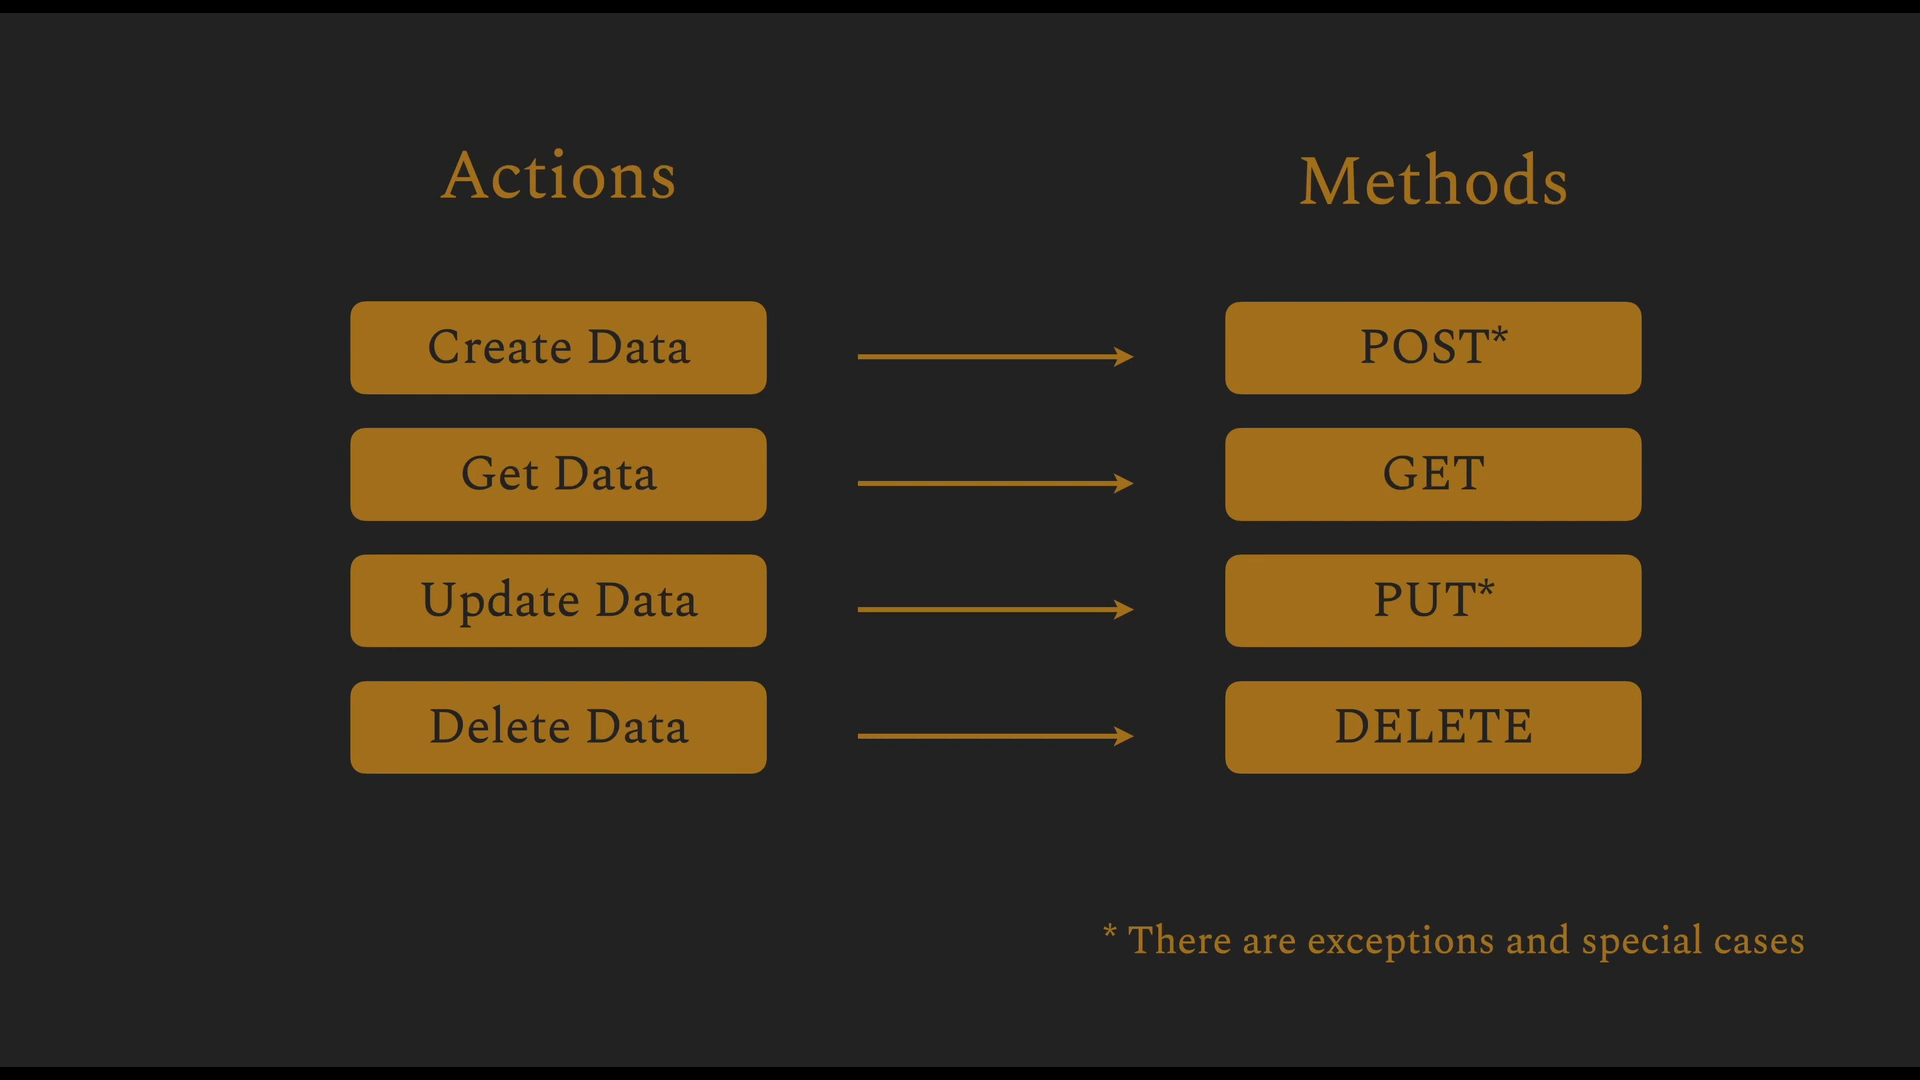 Actions
Methods
Create Data
POST*
Get Data
GET
Update Data
PUT*
Delete Data
DELETE
* There are exceptions and special cases